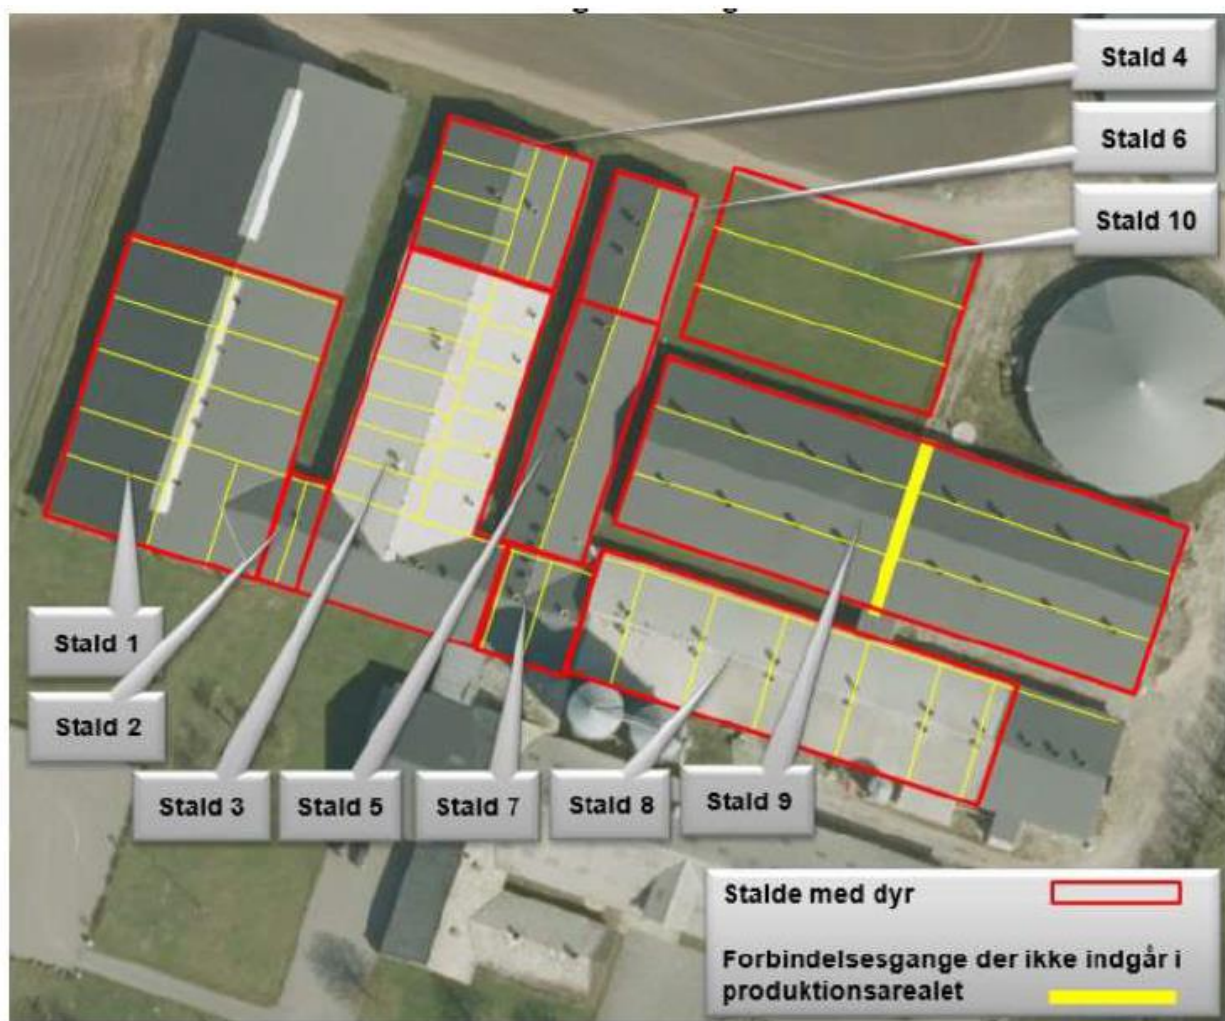 Stald 4
Stald 6
Stald 10
Stald 1
Stald 2
Stald 3
Stald 5
Stald 7
Stald 8
Stald 9
Stalde med dyr
Forbindelsesgange der ikke indgår i
produktionsarealet